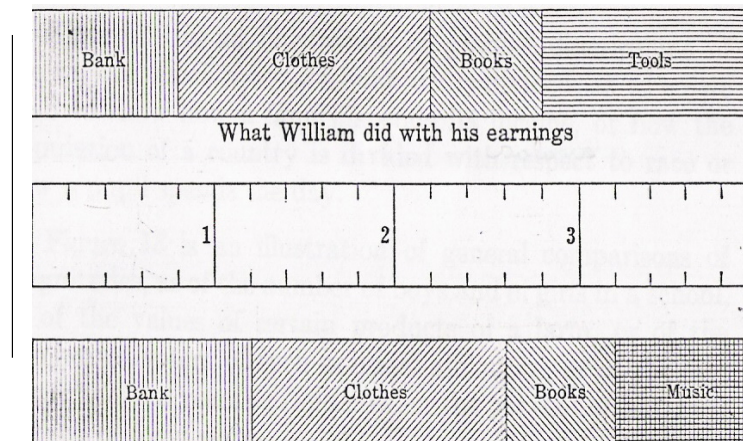 Bank Clothes Books Tools
What William did with his earnings
1 2 3
Bank Clothes Books Music